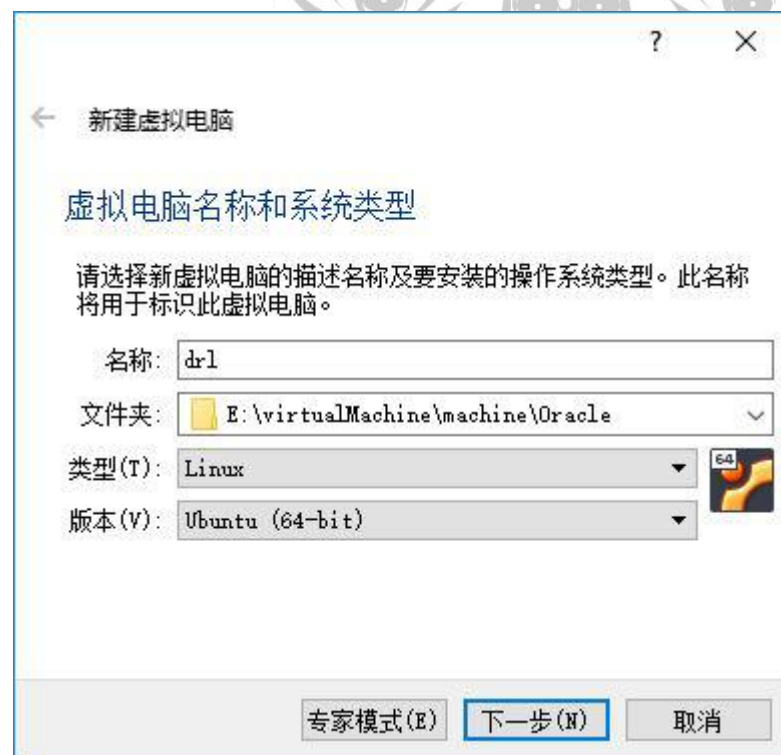 ?
新建虚拟电脑
虚拟电脑名称和系统类型
请选择新虚拟电脑的描述名称及要安装的操作系统类型。此名称
将用于标识此虚拟电脑。
名称: drl
文件夹: E:\virtualMachine\machine\Oracle
类型(T): Linux
64
版本(V): Ubuntu (64-bit)
专家模式(E) 下一步(N) 取消